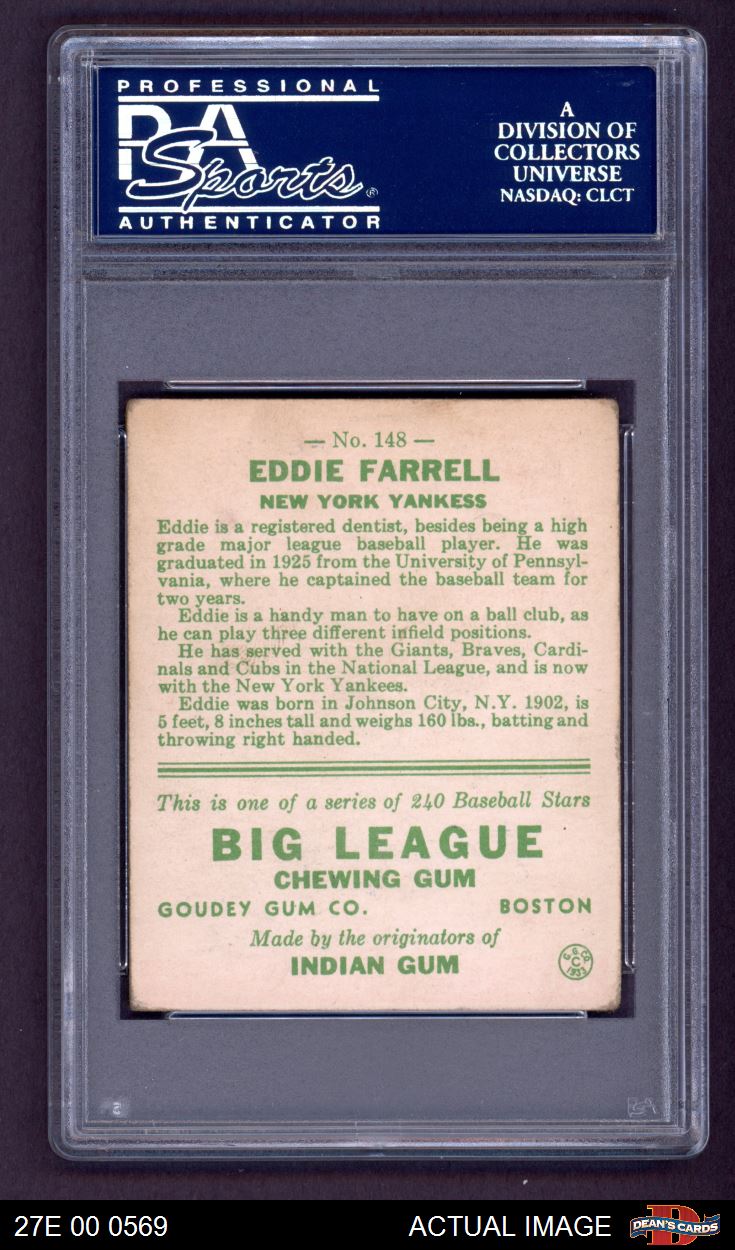 PROFESSIONAL
PSA
Sports®
AUTHENTICATOR
A
DIVISION OF
COLLECTORS
UNIVERSE
NASDAQ: CLCT
— No. 148 —
EDDIE FARRELL
NEW YORK YANKESS
Eddie is a registered dentist, besides being a high
grade major league baseball player. He was
graduated in 1925 from the University of Pennsyl-
vania, where he captained the baseball team for
two years.
Eddie is a handy man to have on a ball club, as
he can play three different infield positions.
He has served with the Giants, Braves, Cardi-
nals and Cubs in the National League, and is now
with the New York Yankees.
Eddie was born in Johnson City, N.Y. 1902, is
5 feet, 8 inches tall and weighs 160 lbs., batting and
throwing right handed.
This is one of a series of 240 Baseball Stars
BIG LEAGUE
CHEWING GUM
GOUDEY GUM CO. BOSTON
Made by the originators of
INDIAN GUM
G. G. CO.
C
1933
PSA
27E 00 0569 ACTUAL IMAGE DEAN'S CARDS